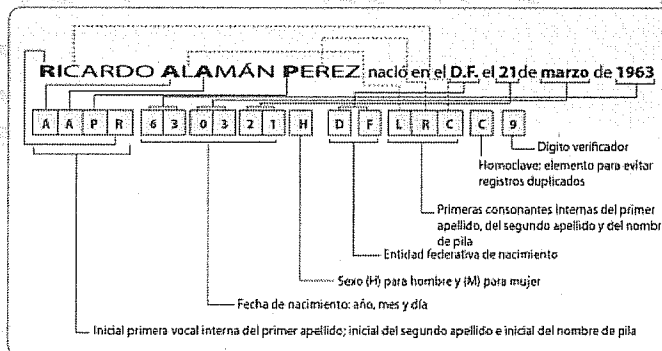 RICARDO ALAMÁN PEREZ nació en el D.F. el 21 de marzo de 1963
A A P R 6 3 0 3 2 1 H D F L R C C 9
Digito verificador
Homoclave: elemento para evitar
registros duplicados
Primeras consonantes internas del primer
apellido, del segundo apellido y del nombre
de pila
Entidad federativa de nacimiento
Sexo (H) para hombre y (M) para mujer
Fecha de nacimiento: año, mes y día
Inicial primera vocal interna del primer apellido; inicial del segundo apellido e inicial del nombre de pila